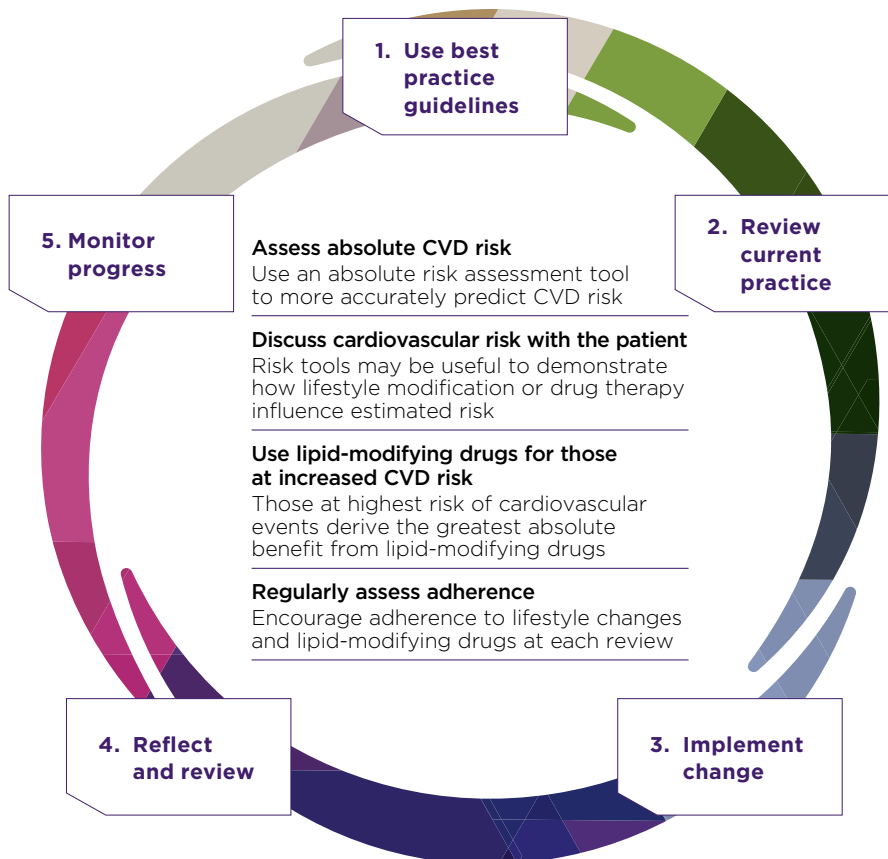 1. Use best
practice
guidelines
2. Review
current
practice
3. Implement
change
4. Reflect
and review
5. Monitor
progress
Assess absolute CVD risk
Use an absolute risk assessment tool
to more accurately predict CVD risk
Discuss cardiovascular risk with the patient
Risk tools may be useful to demonstrate
how lifestyle modification or drug therapy
influence estimated risk
Use lipid-modifying drugs for those
at increased CVD risk
Those at highest risk of cardiovascular
events derive the greatest absolute
benefit from lipid-modifying drugs
Regularly assess adherence
Encourage adherence to lifestyle changes
and lipid-modifying drugs at each review